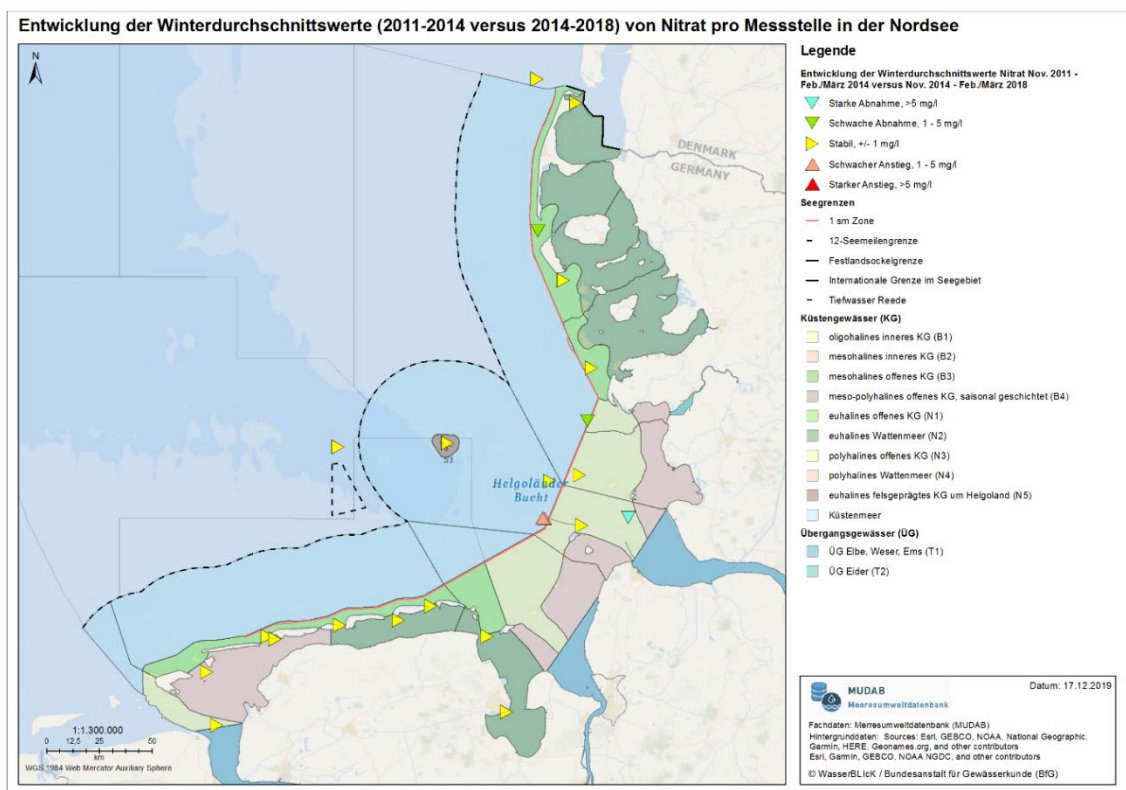 Entwicklung der Winterdurchschnittswerte (2011-2014 versus 2014-2018) von Nitrat pro Messstelle in der Nordsee
N
DENMARK
GERMANY
Helgoländer
Bucht
1:1.300.000
0 12,5 25 50
km
WGS 1984 Web Mercator Auxiliary Sphere
Legende
Entwicklung der Winterdurchschnittswerte Nitrat Nov. 2011 -
Feb./März 2014 versus Nov. 2014 - Feb./März 2018
Starke Abnahme, >5 mg/l
Schwache Abnahme, 1 - 5 mg/l
Stabil, +/- 1 mg/l
Schwacher Anstieg, 1 - 5 mg/l
Starker Anstieg, >5 mg/l
Seegrenzen
1 sm Zone
12-Seemeilengrenze
Festlandsockelgrenze
Internationale Grenze im Seegebiet
Tiefwasser Reede
Küstengewässer (KG)
oligohalines inneres KG (B1)
mesohalines inneres KG (B2)
mesohalines offenes KG (B3)
meso-polyhalines offenes KG, saisonal geschichtet (B4)
euhalines offenes KG (N1)
euhalines Wattenmeer (N2)
polyhalines offenes KG (N3)
polyhalines Wattenmeer (N4)
euhalines felsgeprägtes KG um Helgoland (N5)
Küstenmeer
Übergangsgewässer (ÜG)
ÜG Elbe, Weser, Ems (T1)
ÜG Eider (T2)
MUDAB
Meeresumweltdatenbank
Datum: 17.12.2019
Fachdaten: Merresumweltdatenbank (MUDAB)
Hintergrunddaten: Sources: Esri, GEBCO, NOAA, National Geographic,
Garmin, HERE, Geonames.org, and other contributors
Esri, Garmin, GEBCO, NOAA NGDC, and other contributors
© WasserBLIcK / Bundesanstalt für Gewässerkunde (BfG)